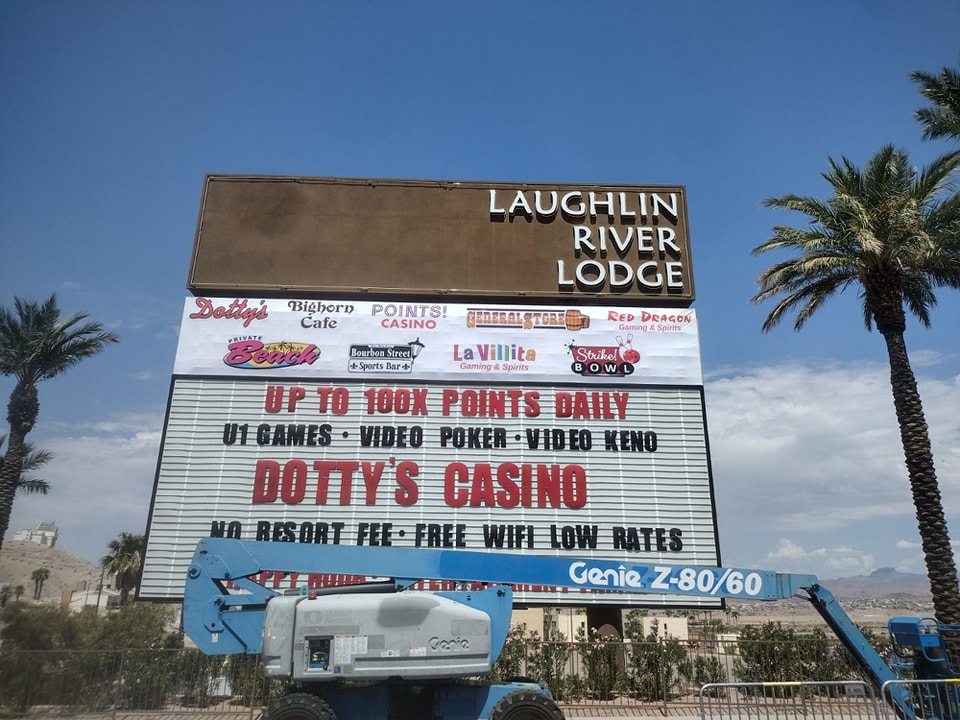 LAUGHLIN
RIVER
LODGE
Dotty's Bighorn Cafe POINTS! CASINO GENERAL STORE RED DRAGON Gaming & Spirits
PRIVATE Beach Bourbon Street Sports Bar La Villita Gaming & Spirits Strike! BOWL
UP TO 100X POINTS DAILY
U1 GAMES · VIDEO POKER · VIDEO KENO
DOTTY'S CASINO
NO RESORT FEE · FREE WIFI LOW RATES
HAPPY HOUR
Genie Z-80/60
Genie